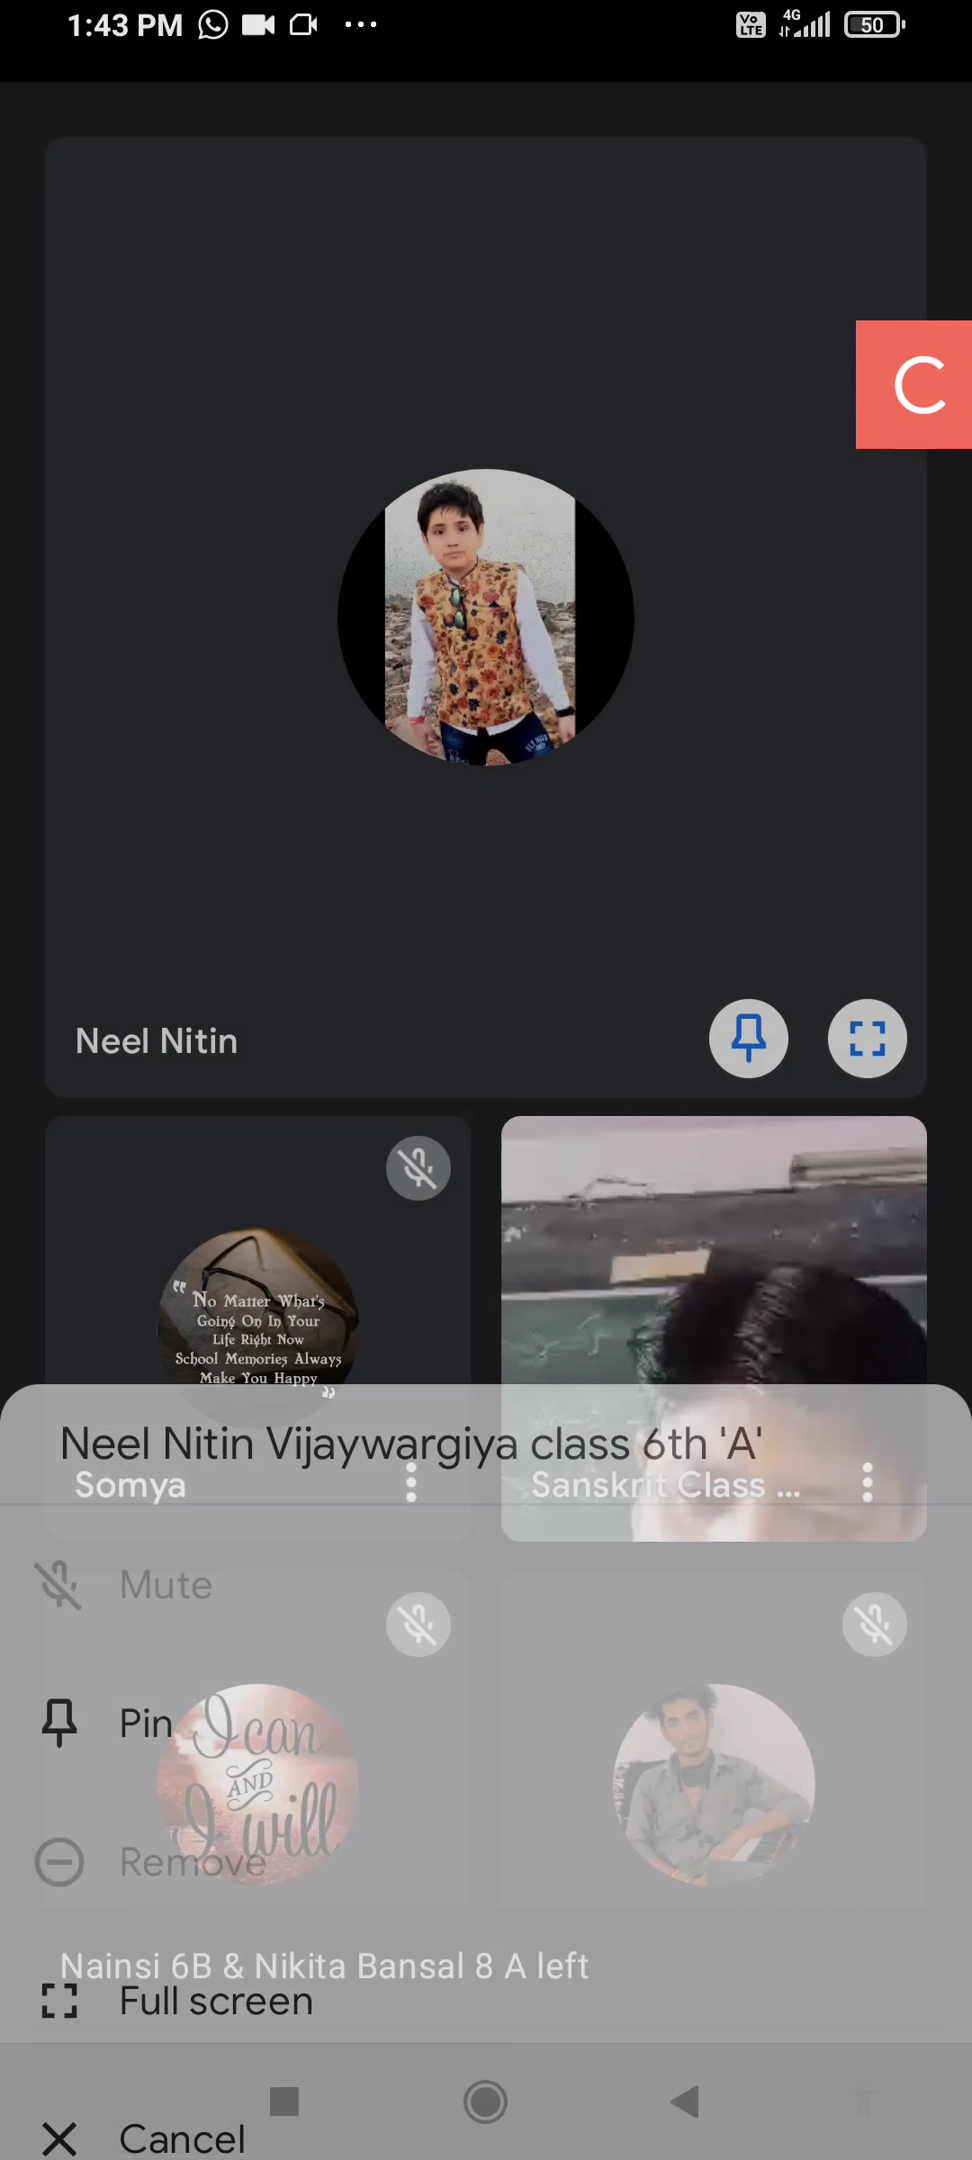 1:43 PM
Vo LTE 4G 50
C
Neel Nitin
“ No Matter What's
Going On In Your
Life Right Now
School Memories Always
Make You Happy ”
Neel Nitin Vijaywargiya class 6th 'A'
Somya
Sanskrit Class ...
Mute
Pin
I can
AND
I will
Remove
Nainsi 6B & Nikita Bansal 8 A left
Full screen
Cancel